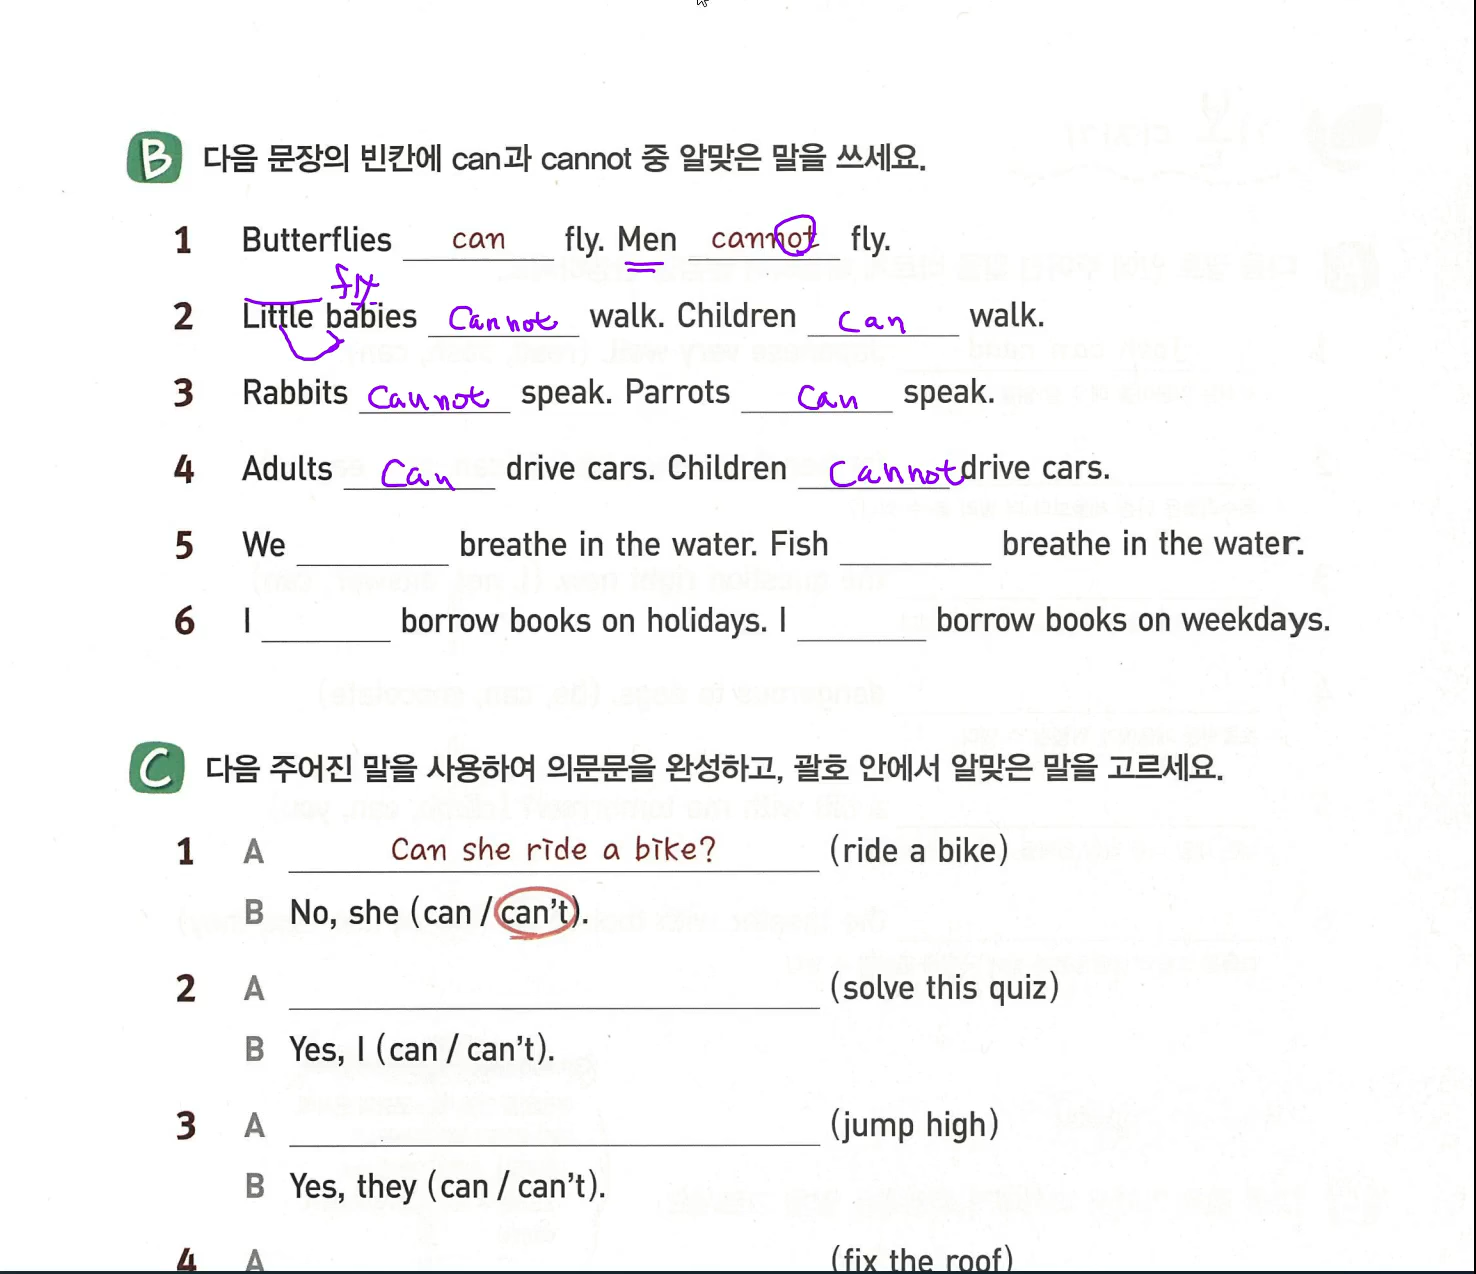 B 다음 문장의 빈칸에 can과 cannot 중 알맞은 말을 쓰세요.
1 Butterflies can fly. Men cannot fly.
fly
2 Little babies Cannot walk. Children can walk.
3 Rabbits Cannot speak. Parrots can speak.
4 Adults Can drive cars. Children Cannot drive cars.
5 We ______ breathe in the water. Fish ______ breathe in the water.
6 I ______ borrow books on holidays. I ______ borrow books on weekdays.
C 다음 주어진 말을 사용하여 의문문을 완성하고, 괄호 안에서 알맞은 말을 고르세요.
1 A Can she ride a bike? (ride a bike)
B No, she (can / can't).
2 A ______ (solve this quiz)
B Yes, I (can / can't).
3 A ______ (jump high)
B Yes, they (can / can't).
4 A ______ (fix the roof)